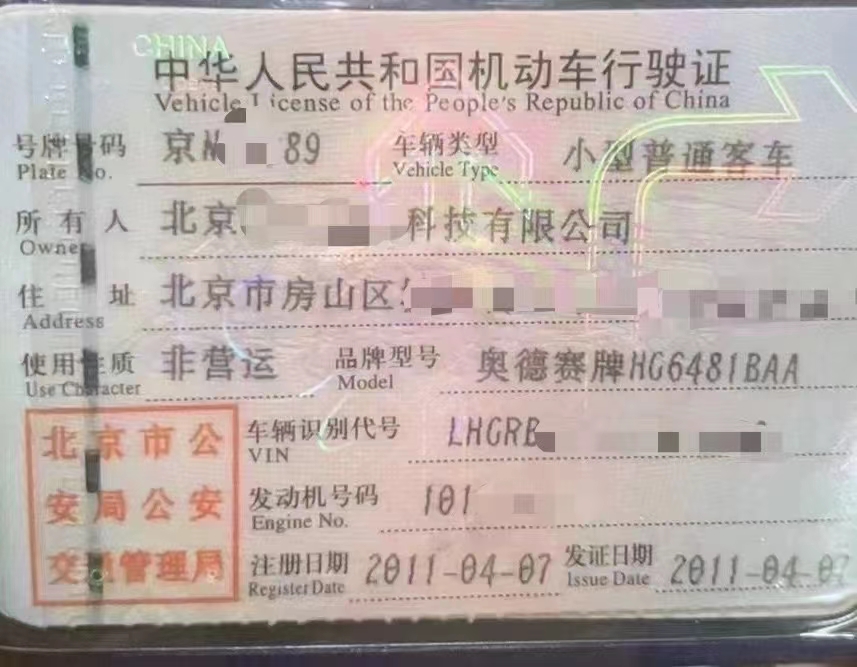 CHINA
中华人民共和国机动车行驶证
Vehicle License of the People's Republic of China
号牌号码 京N 89 车辆类型 小型普通客车
Plate No. Vehicle Type
所有人 北京 科技有限公司
Owner
住址 北京市房山区
Address
使用性质 非营运 品牌型号 奥德赛牌HG6481BAA
Use Character Model
北京市公安局公安交通管理局
车辆识别代号 LHGRB
VIN
发动机号码 101
Engine No.
注册日期 2011-04-07 发证日期 2011-04-07
Register Date Issue Date